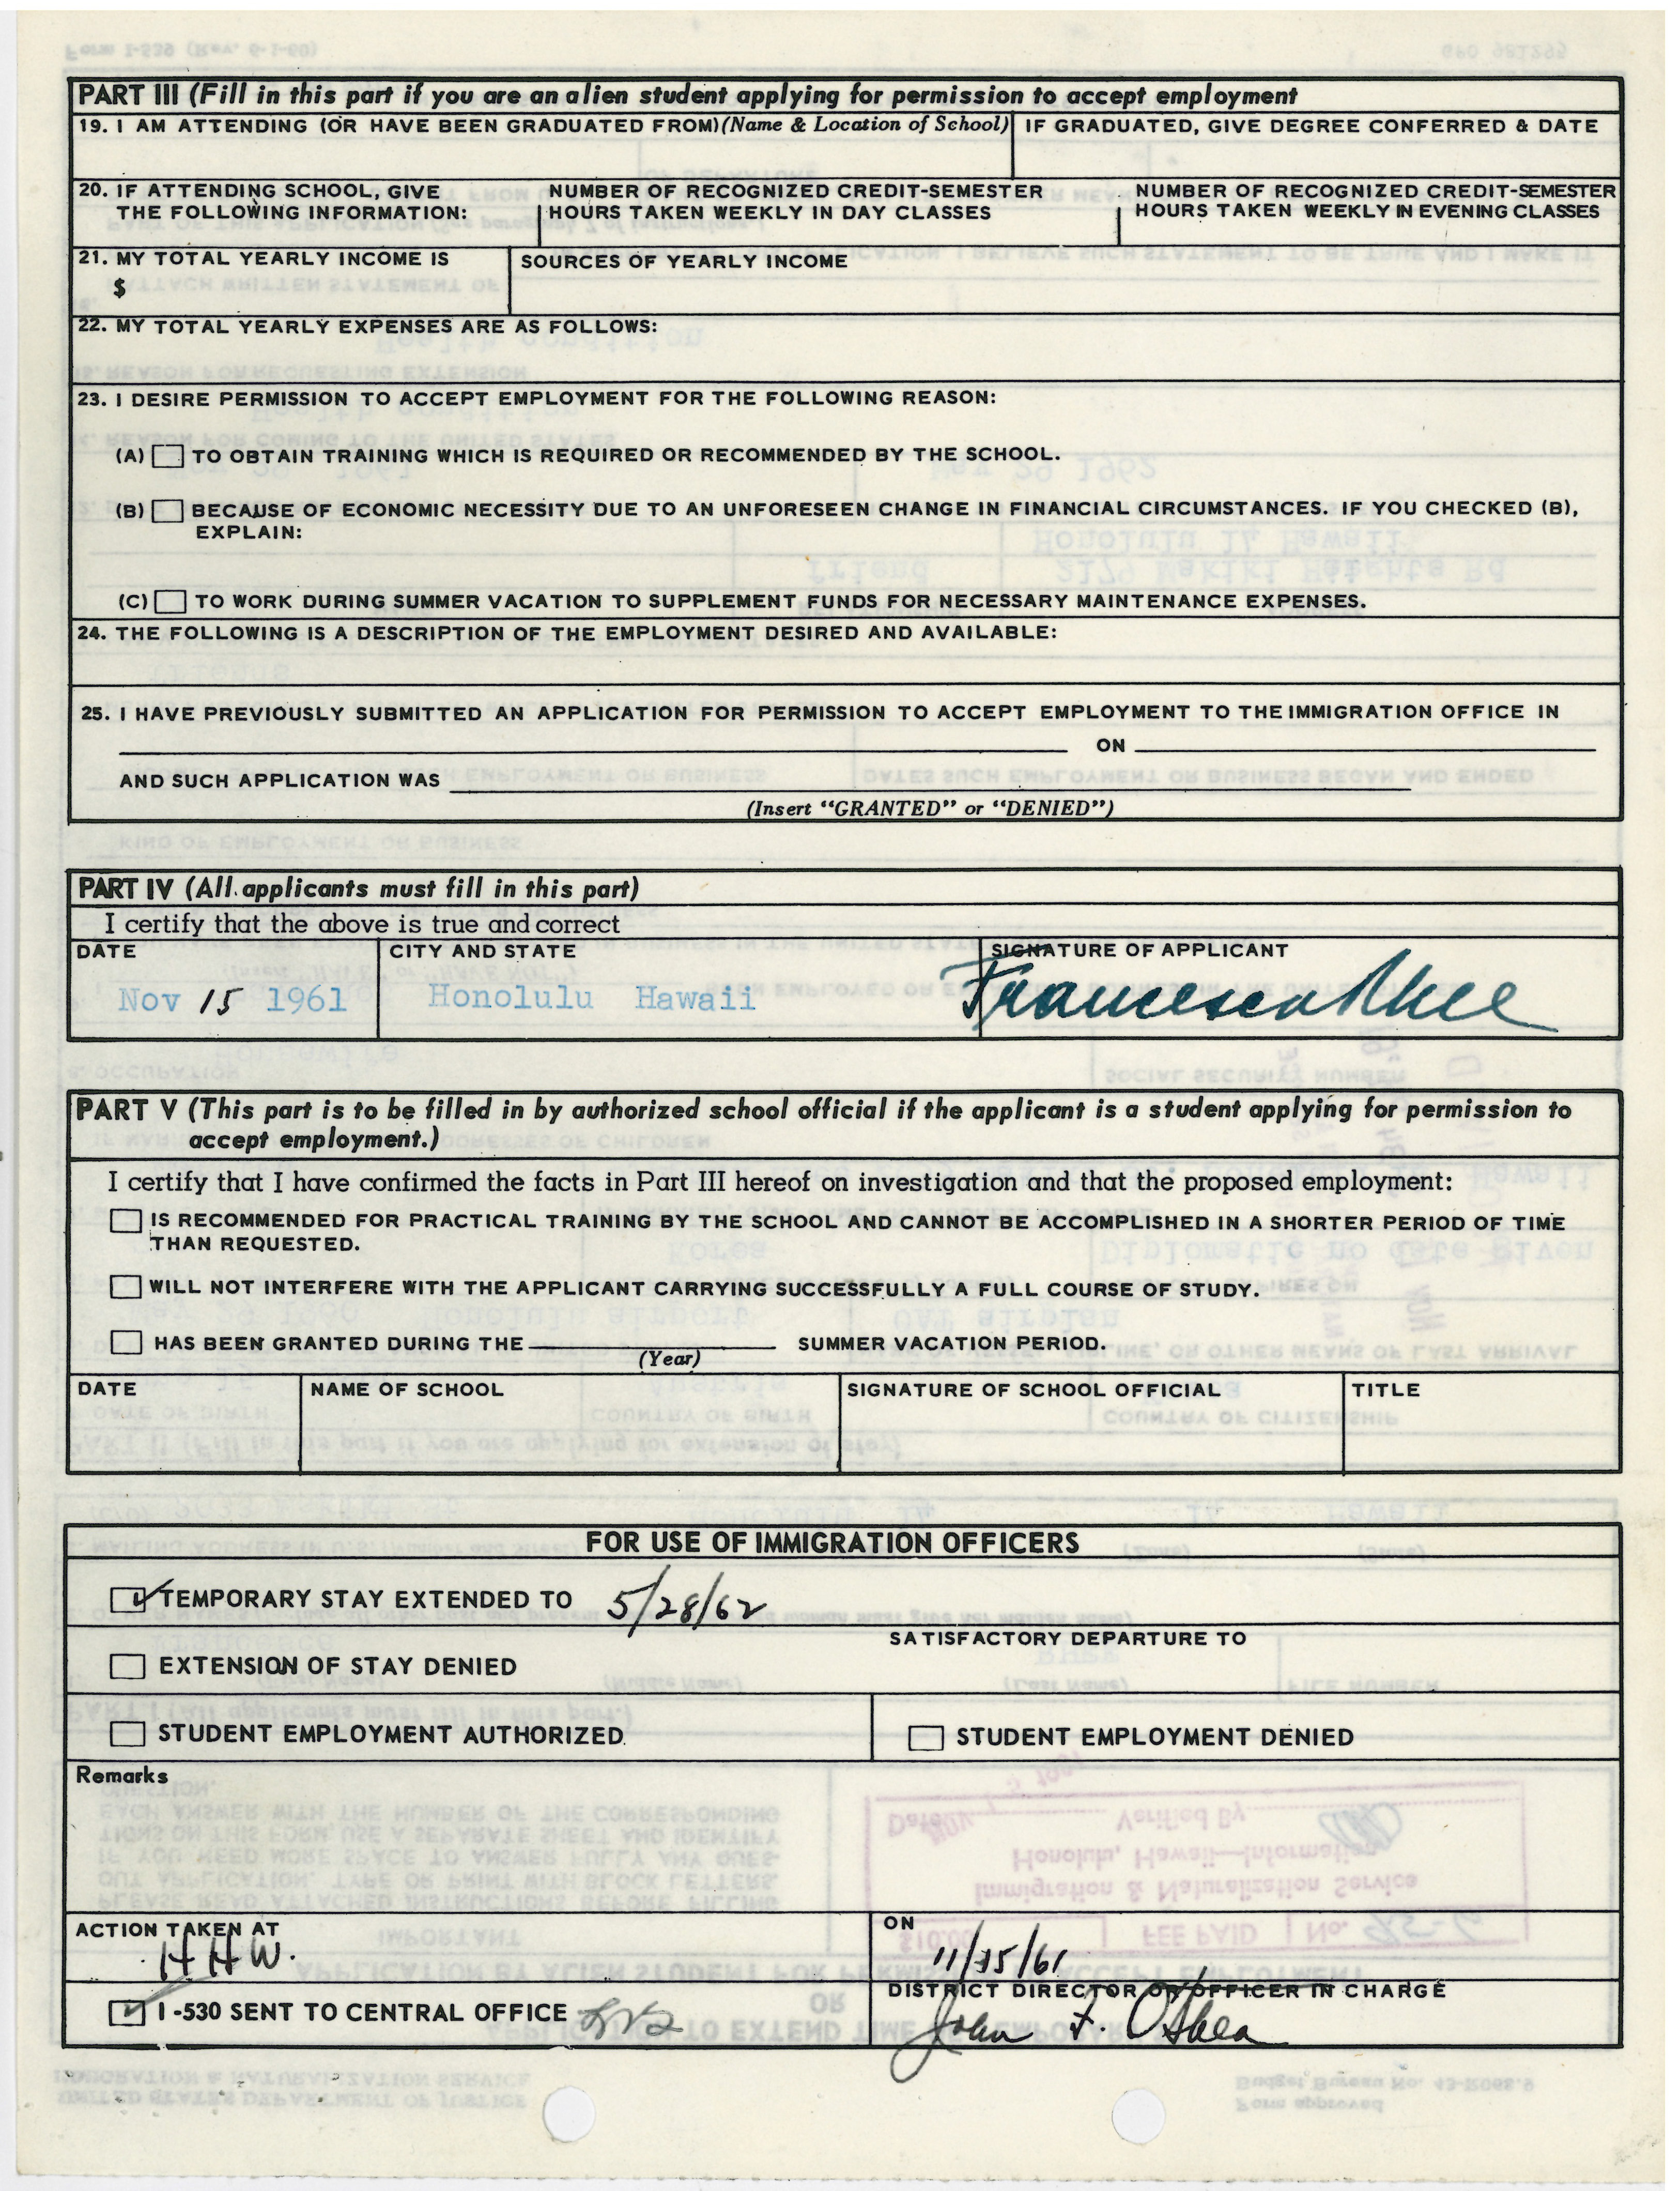 PART III (Fill in this part if you are an alien student applying for permission to accept employment
19. I AM ATTENDING (OR HAVE BEEN GRADUATED FROM) (Name & Location of School)
IF GRADUATED, GIVE DEGREE CONFERRED & DATE
20. IF ATTENDING SCHOOL, GIVE
THE FOLLOWING INFORMATION:
NUMBER OF RECOGNIZED CREDIT-SEMESTER
HOURS TAKEN WEEKLY IN DAY CLASSES
NUMBER OF RECOGNIZED CREDIT-SEMESTER
HOURS TAKEN WEEKLY IN EVENING CLASSES
21. MY TOTAL YEARLY INCOME IS
$
SOURCES OF YEARLY INCOME
22. MY TOTAL YEARLY EXPENSES ARE AS FOLLOWS:
23. I DESIRE PERMISSION TO ACCEPT EMPLOYMENT FOR THE FOLLOWING REASON:
(A) TO OBTAIN TRAINING WHICH IS REQUIRED OR RECOMMENDED BY THE SCHOOL.
(B) BECAUSE OF ECONOMIC NECESSITY DUE TO AN UNFORESEEN CHANGE IN FINANCIAL CIRCUMSTANCES. IF YOU CHECKED (B),
EXPLAIN:
(C) TO WORK DURING SUMMER VACATION TO SUPPLEMENT FUNDS FOR NECESSARY MAINTENANCE EXPENSES.
24. THE FOLLOWING IS A DESCRIPTION OF THE EMPLOYMENT DESIRED AND AVAILABLE:
25. I HAVE PREVIOUSLY SUBMITTED AN APPLICATION FOR PERMISSION TO ACCEPT EMPLOYMENT TO THE IMMIGRATION OFFICE IN
ON
AND SUCH APPLICATION WAS
(Insert "GRANTED" or "DENIED")
PART IV (All applicants must fill in this part)
I certify that the above is true and correct
DATE
CITY AND STATE
SIGNATURE OF APPLICANT
Nov 15 1961
Honolulu Hawaii
Francesca Rhee
PART V (This part is to be filled in by authorized school official if the applicant is a student applying for permission to
accept employment.)
I certify that I have confirmed the facts in Part III hereof on investigation and that the proposed employment:
IS RECOMMENDED FOR PRACTICAL TRAINING BY THE SCHOOL AND CANNOT BE ACCOMPLISHED IN A SHORTER PERIOD OF TIME
THAN REQUESTED.
WILL NOT INTERFERE WITH THE APPLICANT CARRYING SUCCESSFULLY A FULL COURSE OF STUDY.
HAS BEEN GRANTED DURING THE SUMMER VACATION PERIOD.
(Year)
DATE
NAME OF SCHOOL
SIGNATURE OF SCHOOL OFFICIAL
TITLE
FOR USE OF IMMIGRATION OFFICERS
TEMPORARY STAY EXTENDED TO 5/28/62
SATISFACTORY DEPARTURE TO
EXTENSION OF STAY DENIED
STUDENT EMPLOYMENT AUTHORIZED
STUDENT EMPLOYMENT DENIED
Remarks
ACTION TAKEN AT
HHW.
ON
11/15/61
I-530 SENT TO CENTRAL OFFICE
DISTRICT DIRECTOR OR OFFICER IN CHARGE
John F. O'Shea